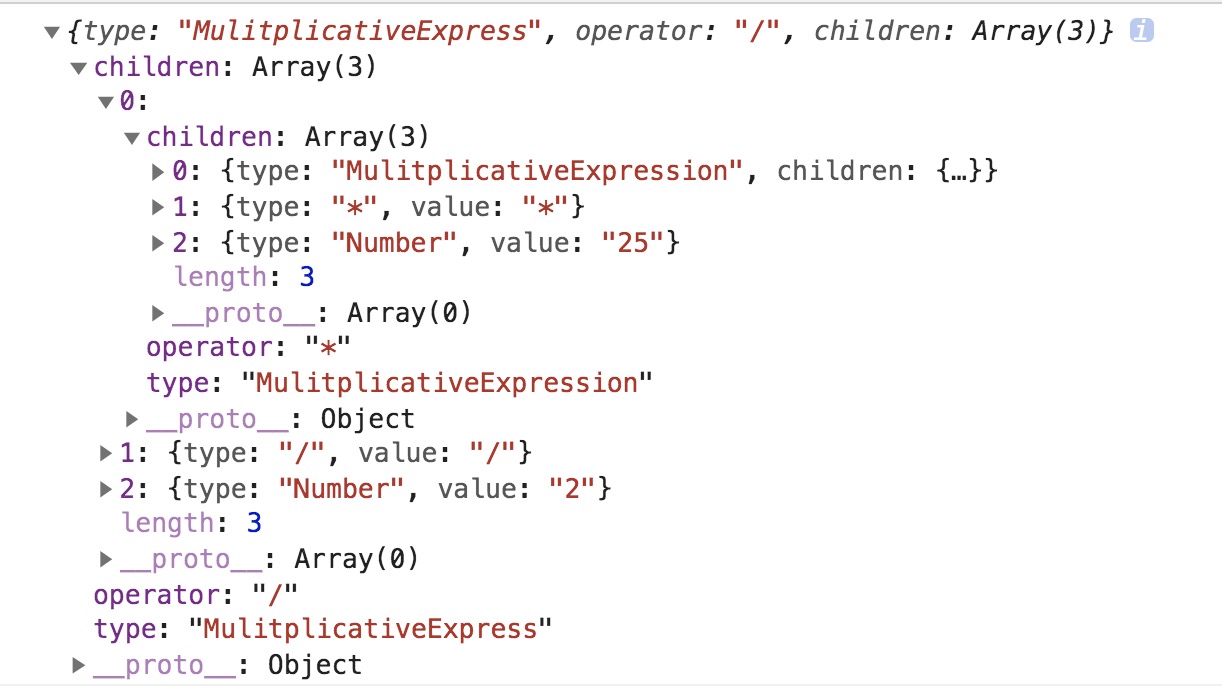 ▼{type: "MulitplicativeExpress", operator: "/", children: Array(3)} i
▼children: Array(3)
▼0:
▼children: Array(3)
▶0: {type: "MulitplicativeExpression", children: {…}}
▶1: {type: "*", value: "*"}
▶2: {type: "Number", value: "25"}
length: 3
▶__proto__: Array(0)
operator: "*"
type: "MulitplicativeExpression"
▶__proto__: Object
▶1: {type: "/", value: "/"}
▶2: {type: "Number", value: "2"}
length: 3
▶__proto__: Array(0)
operator: "/"
type: "MulitplicativeExpress"
▶__proto__: Object